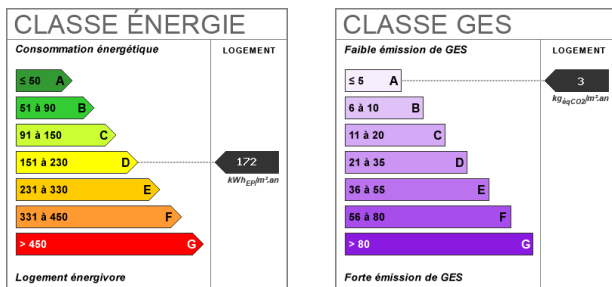 CLASSE ÉNERGIE
Consommation énergétique
LOGEMENT
≤ 50 A
51 à 90 B
91 à 150 C
151 à 230 D
172
kWhEP/m².an
231 à 330 E
331 à 450 F
> 450 G
Logement énergivore
CLASSE GES
Faible émission de GES
LOGEMENT
≤ 5 A
3
kgéqCO2/m².an
6 à 10 B
11 à 20 C
21 à 35 D
36 à 55 E
56 à 80 F
> 80 G
Forte émission de GES